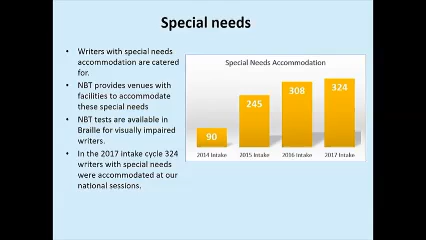 Special needs
• Writers with special needs
accommodation are catered
for.
• NBT provides venues with
facilities to accommodate
these special needs
• NBT tests are available in
Braille for visually impaired
writers.
• In the 2017 intake cycle 324
writers with special needs
were accommodated at our
national sessions.
Special Needs Accommodation
90
245
308
324
2014 Intake
2015 Intake
2016 Intake
2017 Intake